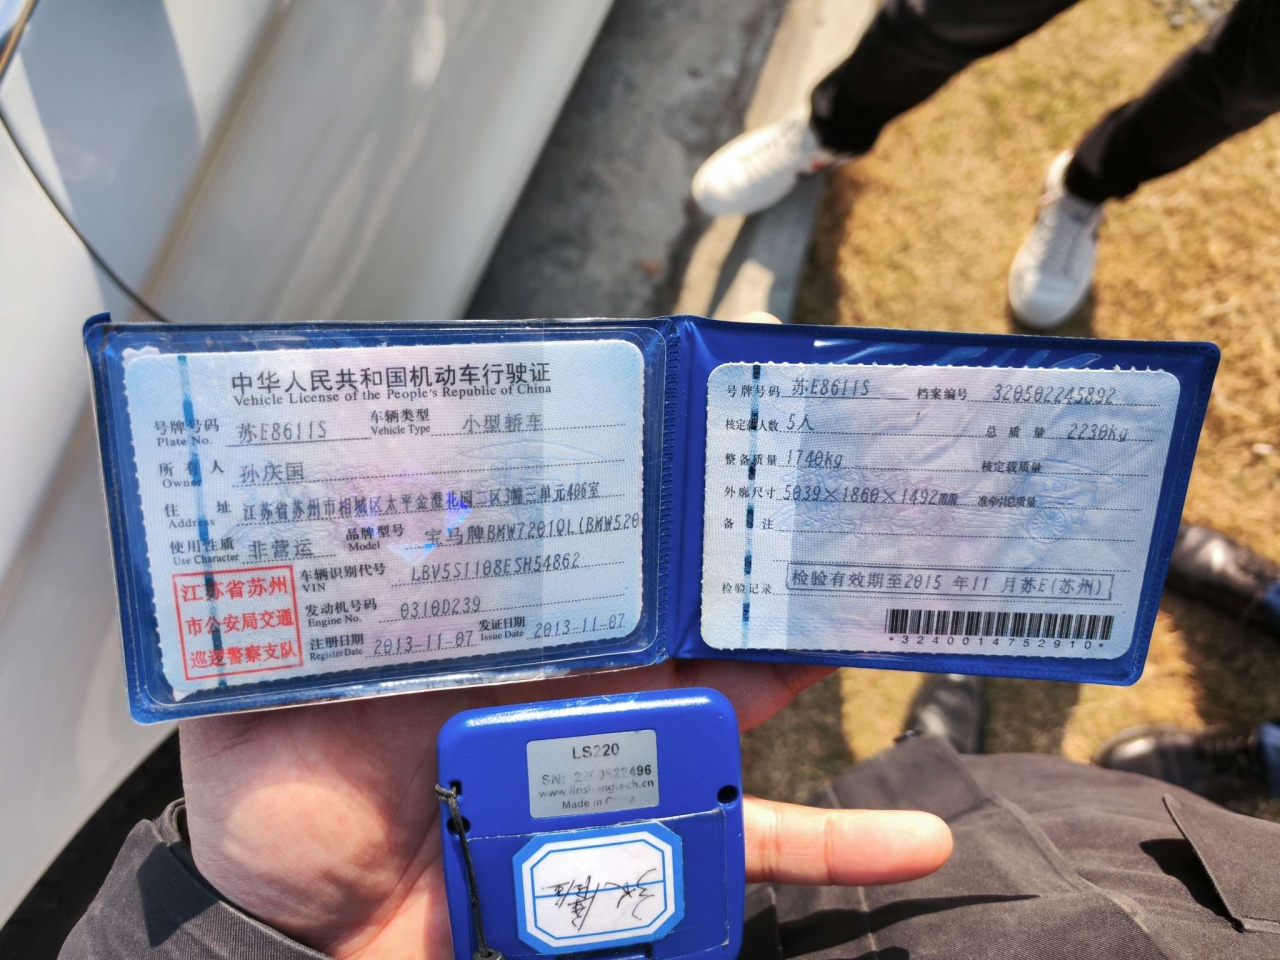 中华人民共和国机动车行驶证
Vehicle License of the People's Republic of China
号牌号码 苏E8611S 车辆类型 小型轿车
Plate No. Vehicle Type
所有人 孙庆国
Owner
住址 江苏省苏州市相城区太平金澄花园二区3幢三单元406室
Address
使用性质 非营运 品牌型号 宝马牌BMW7201QL(BMW520
Use Character Model
车辆识别代号 LBV5S1108ESH54862
VIN
发动机号码 0310D239
Engine No.
注册日期 2013-11-07 发证日期 2013-11-07
Register Date Issue Date
江苏省苏州
市公安局交通
巡逻警察支队
号牌号码 苏E8611S 档案编号 320502245892
核定载人数 5人 总质量 2230kg
整备质量 1740kg 核定载质量
外廓尺寸 5039×1860×1492mm 准牵引总质量
备注
检验记录 检验有效期至2015年11月苏E(苏州)
*3240014752910*
LS220
SN:
www.linshangtech.cn
Made in China